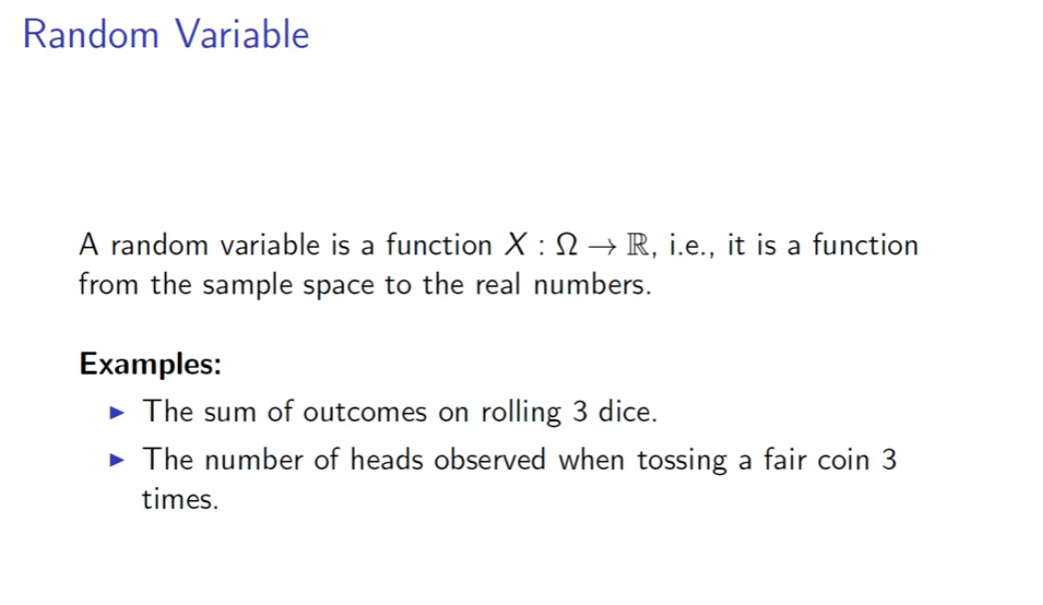 Random Variable
A random variable is a function X : Ω → ℝ, i.e., it is a function
from the sample space to the real numbers.
Examples:
▶ The sum of outcomes on rolling 3 dice.
▶ The number of heads observed when tossing a fair coin 3
times.